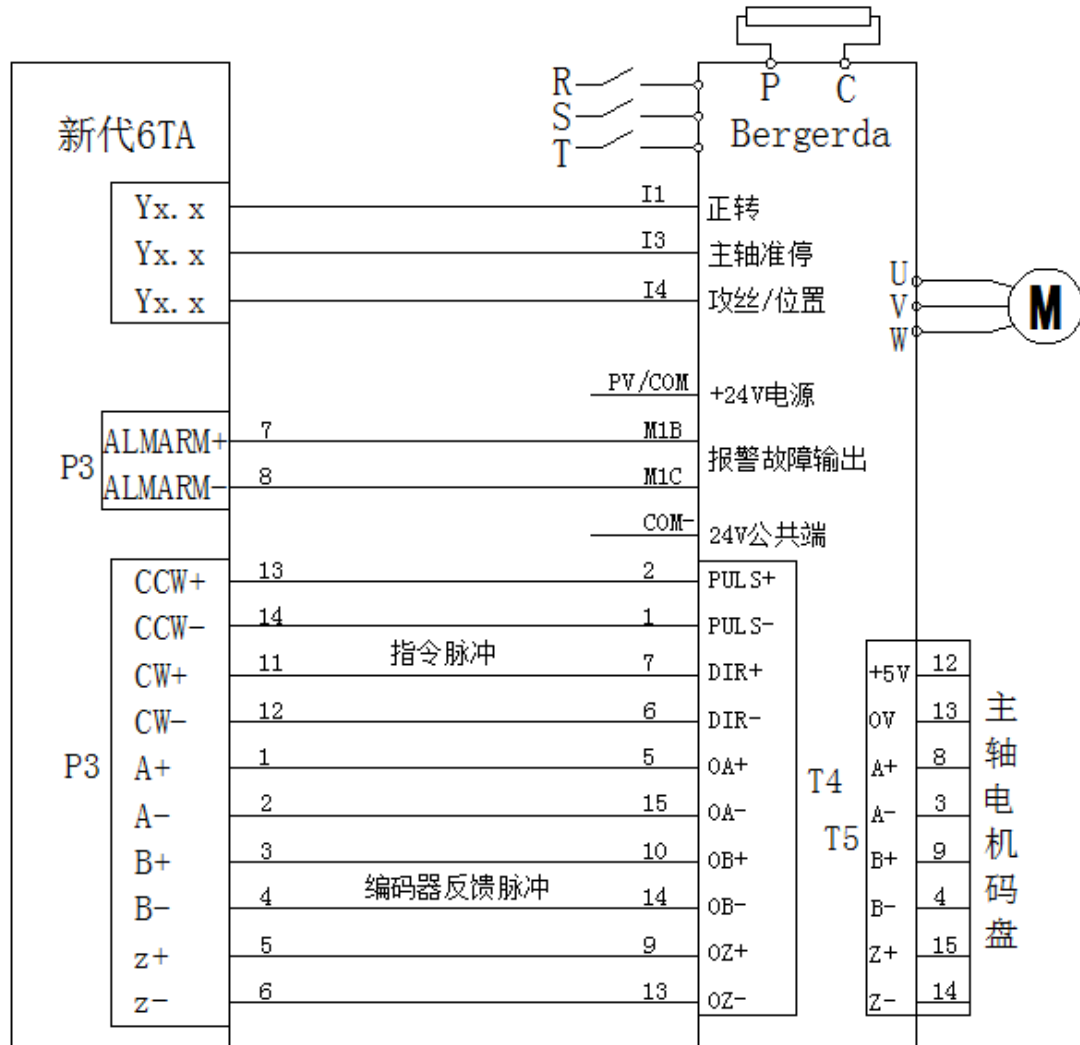 R
S
T
P C
Bergerda
新代6TA
Yx. x
Yx. x
Yx. x
I1
I3
I4
正转
主轴准停
攻丝/位置
U
V
W
M
PV/COM
+24V电源
P3
ALMARM+
ALMARM-
7
8
M1B
M1C
报警故障输出
COM-
24V公共端
P3
CCW+ 13 2 PULS+
CCW- 14 1 PULS-
指令脉冲
CW+ 11 7 DIR+
CW- 12 6 DIR-
A+ 1 5 OA+
A- 2 15 OA-
B+ 3 10 OB+
编码器反馈脉冲
B- 4 14 OB-
z+ 5 9 OZ+
z- 6 13 OZ-
T4
T5
+5V 12
0V 13
A+ 8
A- 3
B+ 9
B- 4
Z+ 15
Z- 14
主轴电机码盘